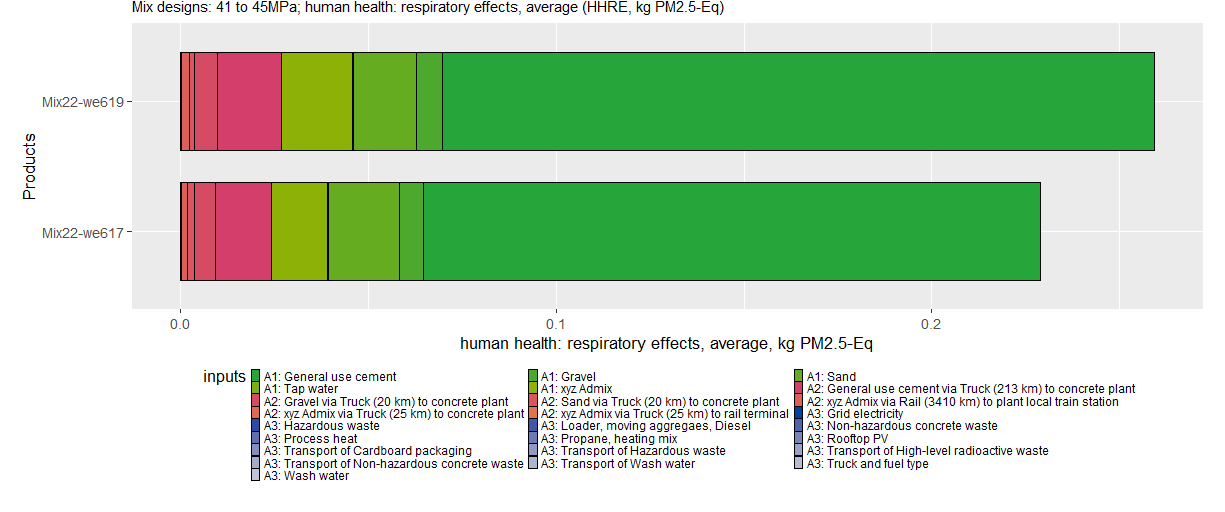 Mix designs: 41 to 45MPa; human health: respiratory effects, average (HHRE, kg PM2.5-Eq)
Products
Mix22-we619
Mix22-we617
0.0 0.1 0.2
human health: respiratory effects, average, kg PM2.5-Eq
inputs
A1: General use cement A1: Gravel A1: Sand
A1: Tap water A1: xyz Admix A2: General use cement via Truck (213 km) to concrete plant
A2: Gravel via Truck (20 km) to concrete plant A2: Sand via Truck (20 km) to concrete plant A2: xyz Admix via Rail (3410 km) to plant local train station
A2: xyz Admix via Truck (25 km) to concrete plant A2: xyz Admix via Truck (25 km) to rail terminal A3: Grid electricity
A3: Hazardous waste A3: Loader, moving aggregaes, Diesel A3: Non-hazardous concrete waste
A3: Process heat A3: Propane, heating mix A3: Rooftop PV
A3: Transport of Cardboard packaging A3: Transport of Hazardous waste A3: Transport of High-level radioactive waste
A3: Transport of Non-hazardous concrete waste A3: Transport of Wash water A3: Truck and fuel type
A3: Wash water